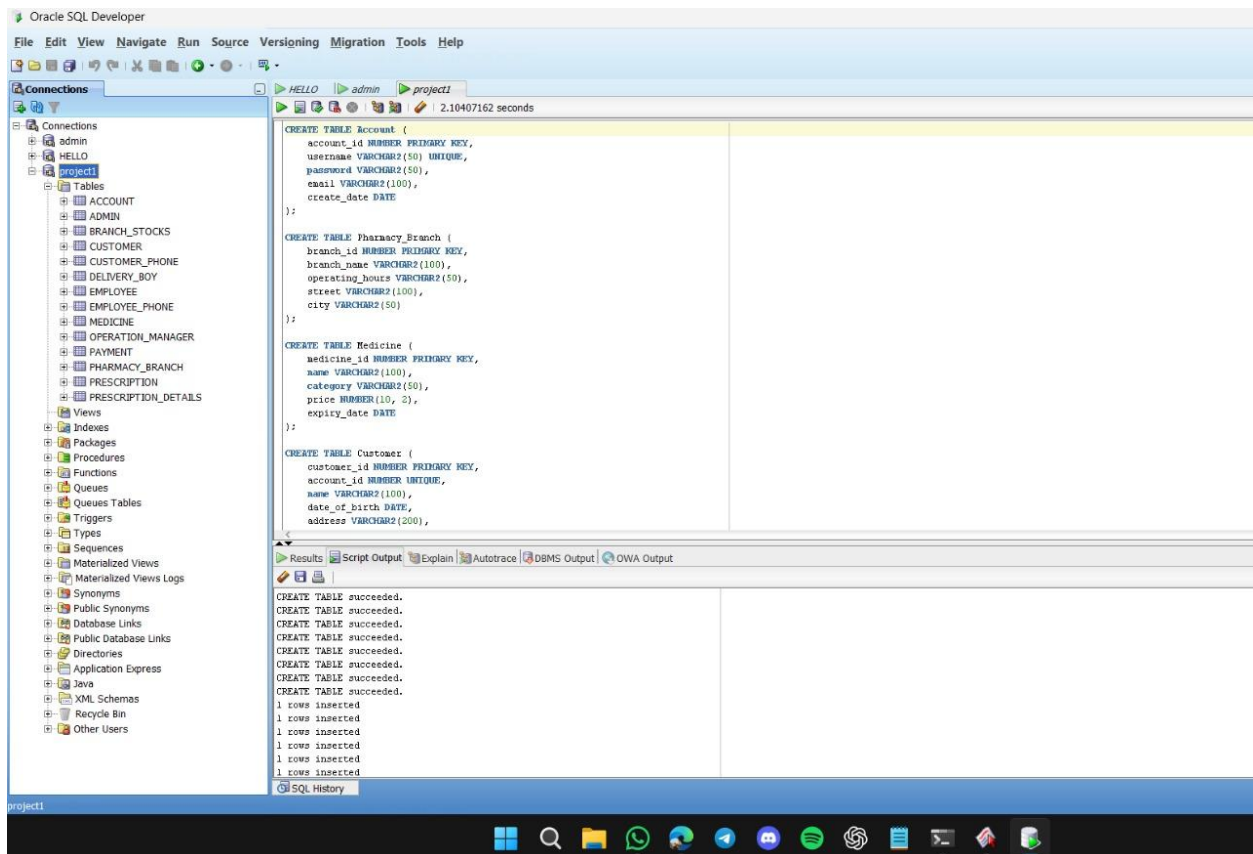 Oracle SQL Developer
File Edit View Navigate Run Source Versioning Migration Tools Help
Connections
HELLO admin project1
2.10407162 seconds
Connections
admin
HELLO
project1
Tables
ACCOUNT
ADMIN
BRANCH_STOCKS
CUSTOMER
CUSTOMER_PHONE
DELIVERY_BOY
EMPLOYEE
EMPLOYEE_PHONE
MEDICINE
OPERATION_MANAGER
PAYMENT
PHARMACY_BRANCH
PRESCRIPTION
PRESCRIPTION_DETAILS
Views
Indexes
Packages
Procedures
Functions
Queues
Queues Tables
Triggers
Types
Sequences
Materialized Views
Materialized Views Logs
Synonyms
Public Synonyms
Database Links
Public Database Links
Directories
Application Express
Java
XML Schemas
Recycle Bin
Other Users
CREATE TABLE Account (
account_id NUMBER PRIMARY KEY,
username VARCHAR2(50) UNIQUE,
password VARCHAR2(50),
email VARCHAR2(100),
create_date DATE
);
CREATE TABLE Pharmacy_Branch (
branch_id NUMBER PRIMARY KEY,
branch_name VARCHAR2(100),
operating_hours VARCHAR2(50),
street VARCHAR2(100),
city VARCHAR2(50)
);
CREATE TABLE Medicine (
medicine_id NUMBER PRIMARY KEY,
name VARCHAR2(100),
category VARCHAR2(50),
price NUMBER(10, 2),
expiry_date DATE
);
CREATE TABLE Customer (
customer_id NUMBER PRIMARY KEY,
account_id NUMBER UNIQUE,
name VARCHAR2(100),
date_of_birth DATE,
address VARCHAR2(200),
Results Script Output Explain Autotrace DBMS Output OWA Output
CREATE TABLE succeeded.
CREATE TABLE succeeded.
CREATE TABLE succeeded.
CREATE TABLE succeeded.
CREATE TABLE succeeded.
CREATE TABLE succeeded.
CREATE TABLE succeeded.
CREATE TABLE succeeded.
1 rows inserted
1 rows inserted
1 rows inserted
1 rows inserted
1 rows inserted
1 rows inserted
SQL History
project1